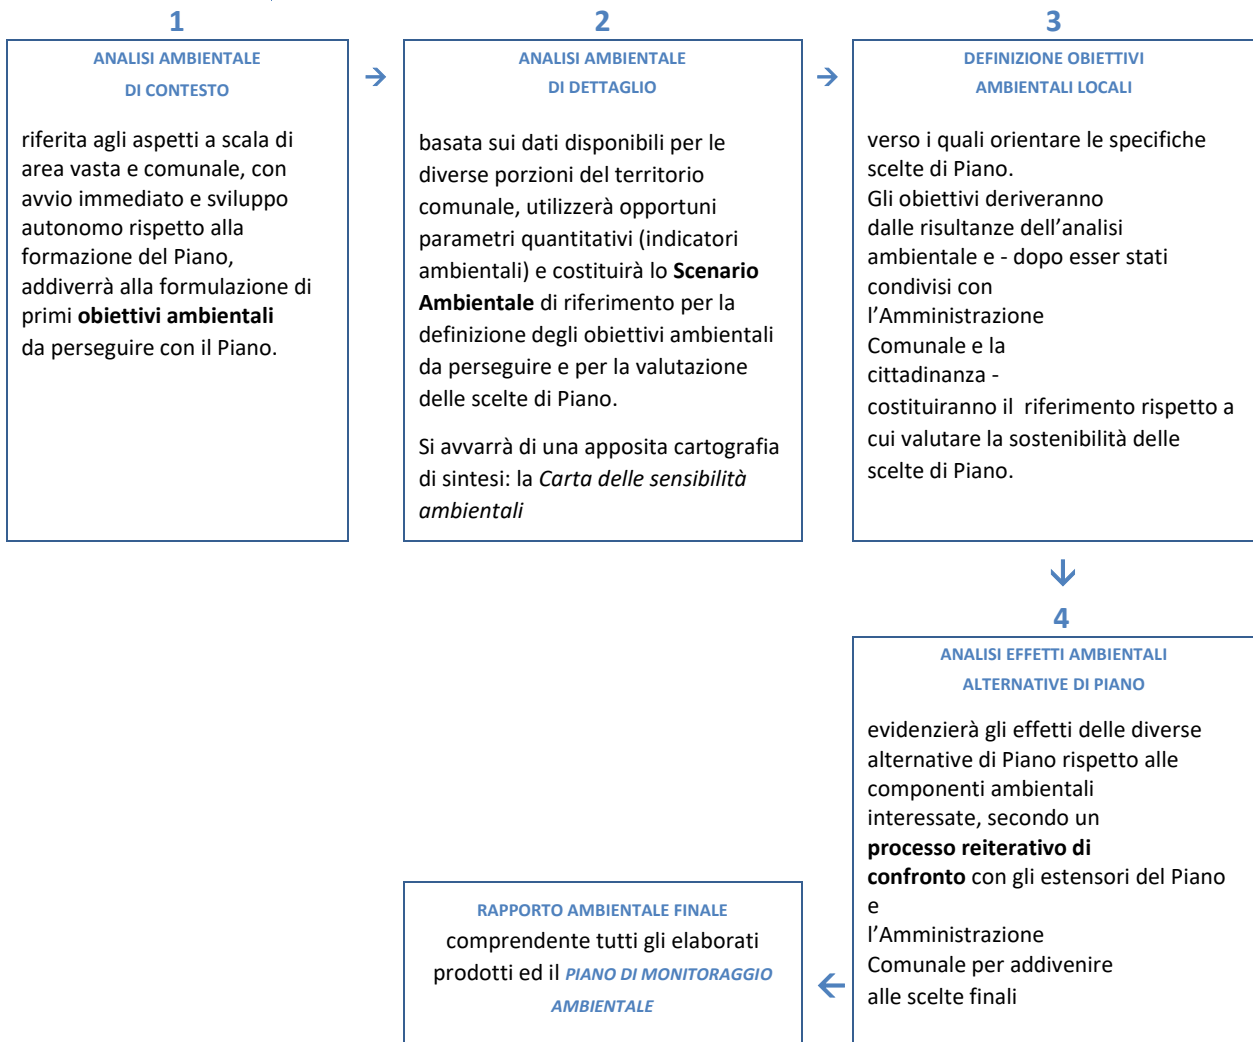 1
ANALISI AMBIENTALE
DI CONTESTO
riferita agli aspetti a scala di
area vasta e comunale, con
avvio immediato e sviluppo
autonomo rispetto alla
formazione del Piano,
addiverrà alla formulazione di
primi obiettivi ambientali
da perseguire con il Piano.
→
2
ANALISI AMBIENTALE
DI DETTAGLIO
basata sui dati disponibili per le
diverse porzioni del territorio
comunale, utilizzerà opportuni
parametri quantitativi (indicatori
ambientali) e costituirà lo Scenario
Ambientale di riferimento per la
definizione degli obiettivi ambientali
da perseguire e per la valutazione
delle scelte di Piano.
Si avvarrà di una apposita cartografia
di sintesi: la Carta delle sensibilità
ambientali
→
3
DEFINIZIONE OBIETTIVI
AMBIENTALI LOCALI
verso i quali orientare le specifiche
scelte di Piano.
Gli obiettivi deriveranno
dalle risultanze dell’analisi
ambientale e - dopo esser stati
condivisi con
l’Amministrazione
Comunale e la
cittadinanza -
costituiranno il  riferimento rispetto a
cui valutare la sostenibilità delle
scelte di Piano.
↓
4
ANALISI EFFETTI AMBIENTALI
ALTERNATIVE DI PIANO
evidenzierà gli effetti delle diverse
alternative di Piano rispetto alle
componenti ambientali
interessate, secondo un
processo reiterativo di
confronto con gli estensori del Piano
e
l’Amministrazione
Comunale per addivenire
alle scelte finali
←
RAPPORTO AMBIENTALE FINALE
comprendente tutti gli elaborati
prodotti ed il PIANO DI MONITORAGGIO
AMBIENTALE